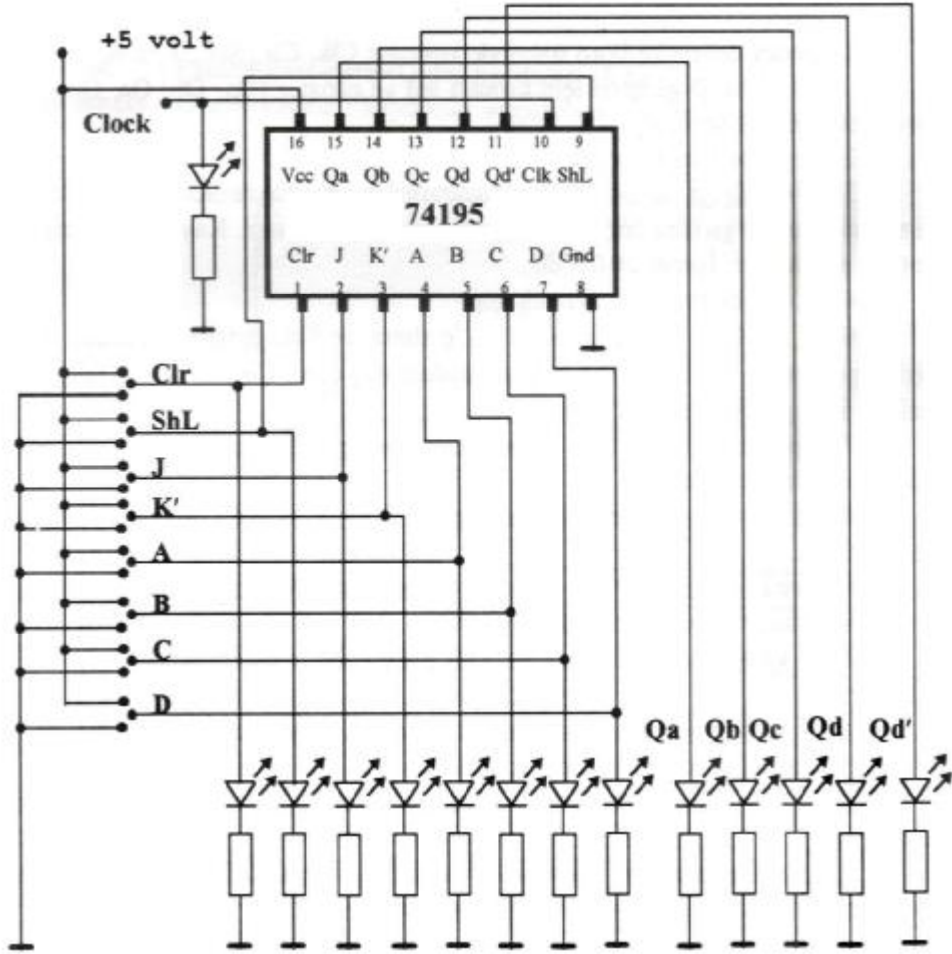 +5 volt
Clock
16 15 14 13 12 11 10 9
Vcc Qa Qb Qc Qd Qd' Clk ShL
74195
Clr J K' A B C D Gnd
1 2 3 4 5 6 7 8
Clr
ShL
J
K'
A
B
C
D
Qa Qb Qc Qd Qd'